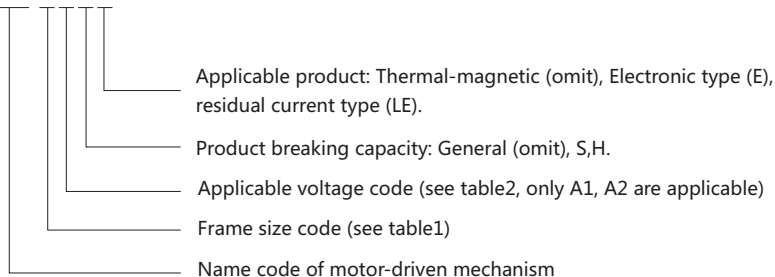 Applicable product: Thermal-magnetic (omit), Electronic type (E),
residual current type (LE).
Product breaking capacity: General (omit), S,H.
Applicable voltage code (see table2, only A1, A2 are applicable)
Frame size code (see table1)
Name code of motor-driven mechanism